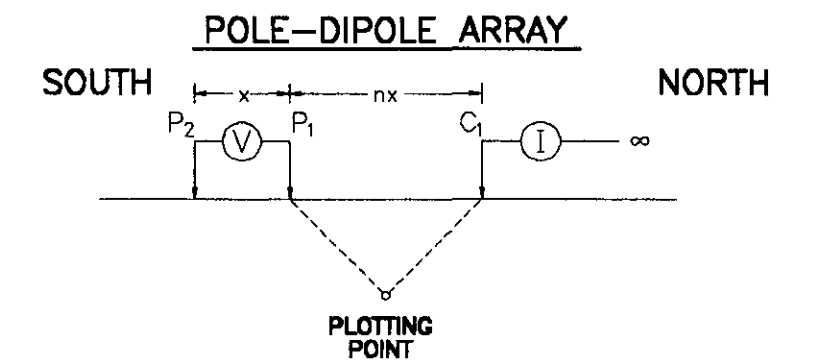 POLE-DIPOLE ARRAY
SOUTH
x
nx
NORTH
P2
V
P1
C1
I
∞
PLOTTING
POINT